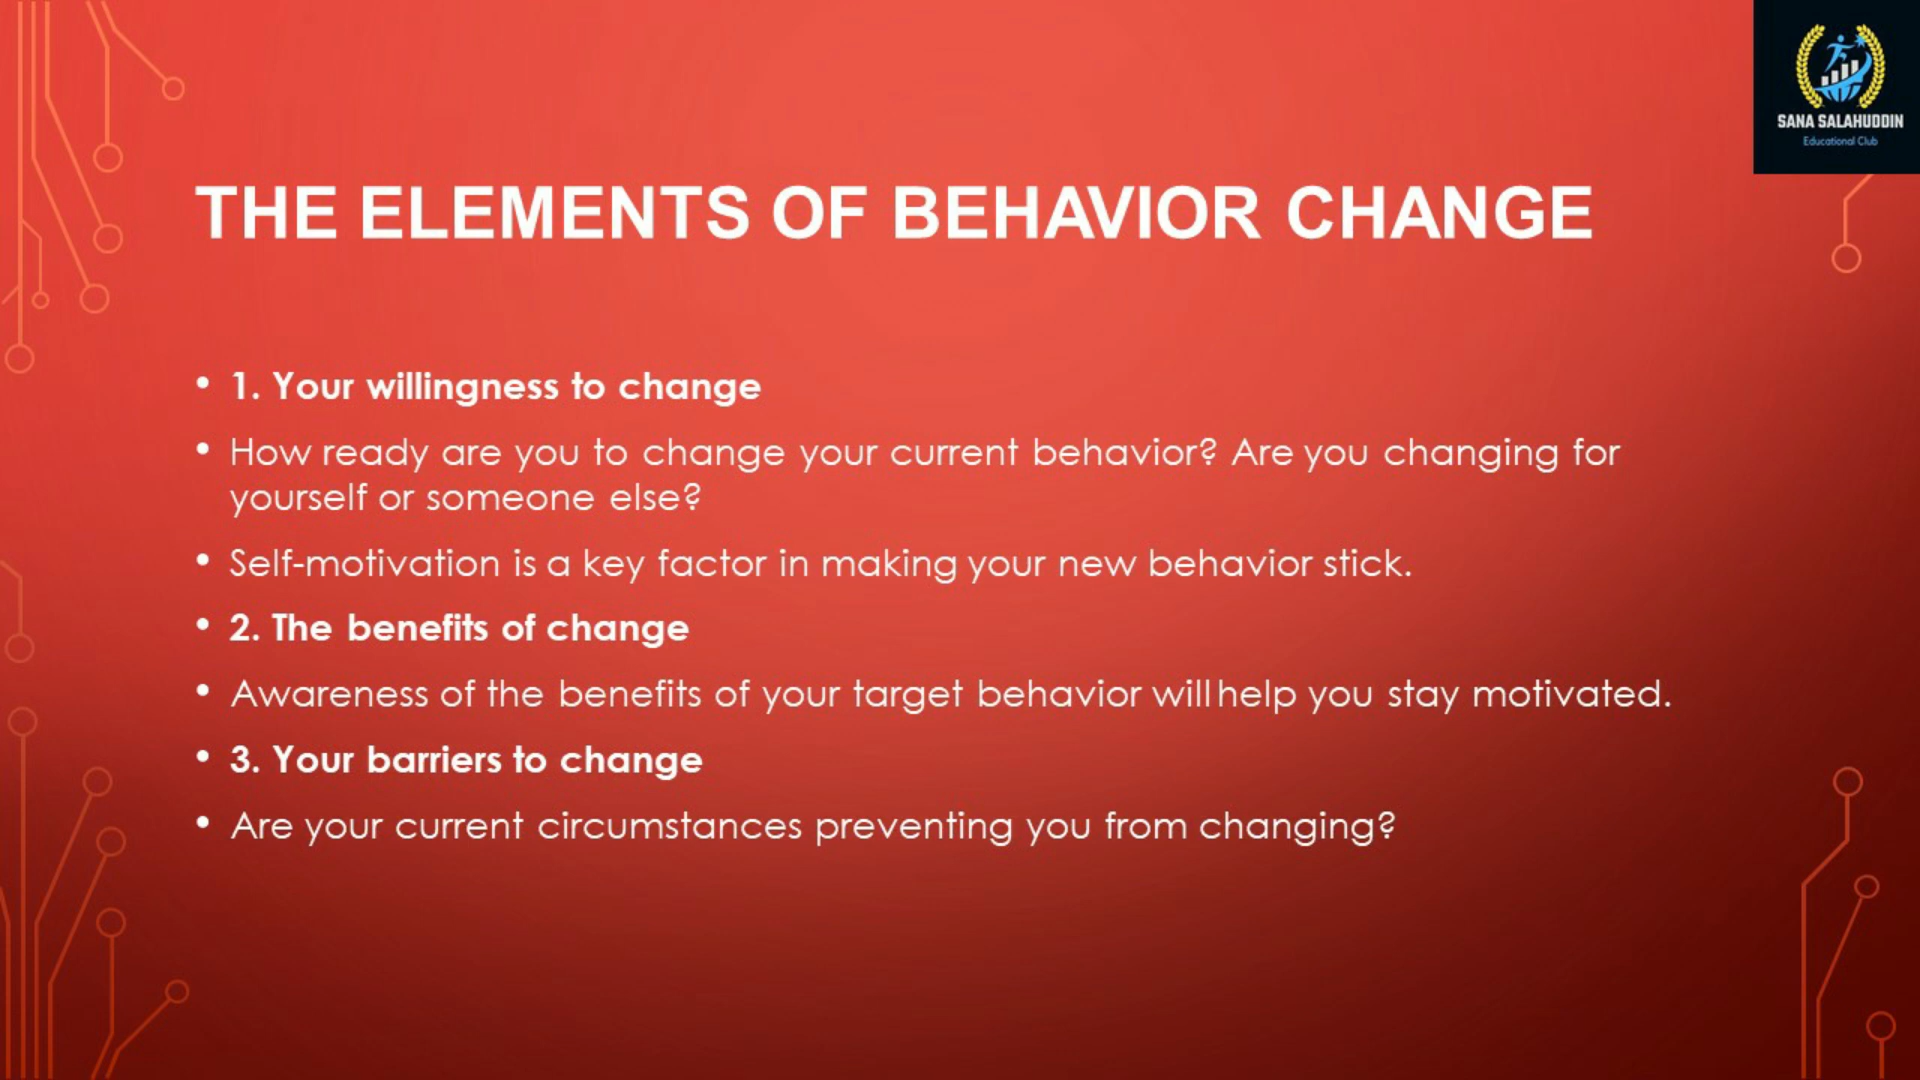 SANA SALAHUDDIN
Educational Club
THE ELEMENTS OF BEHAVIOR CHANGE
• 1. Your willingness to change
• How ready are you to change your current behavior? Are you changing for
yourself or someone else?
• Self-motivation is a key factor in making your new behavior stick.
• 2. The benefits of change
• Awareness of the benefits of your target behavior will help you stay motivated.
• 3. Your barriers to change
• Are your current circumstances preventing you from changing?